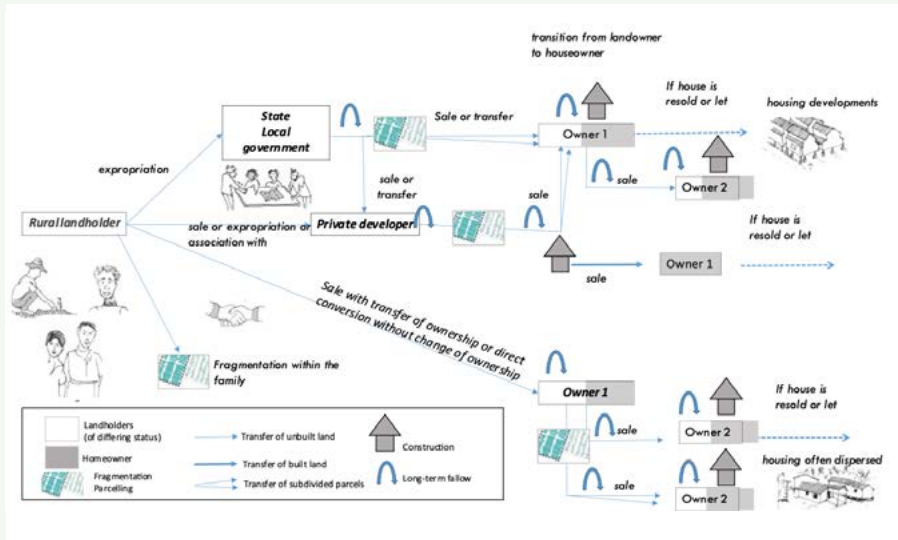 transition from landowner
to houseowner
If house is
resold or let
housing developments
State
Local
government
Sale or transfer
Owner 1
expropriation
sale or
transfer
sale
sale
Owner 2
Rural landholder
sale or expropriation or
association with
Private developer
If house is
resold or let
Owner 1
sale
Sale with transfer of ownership or direct
conversion without change of ownership
Fragmentation within the
family
Owner 1
If house is
resold or let
sale
Owner 2
housing often dispersed
sale
Owner 2
Landholders
(of differing status)
Homeowner
Fragmentation
Parcelling
Transfer of unbuilt land
Transfer of built land
Transfer of subdivided parcels
Construction
Long-term fallow